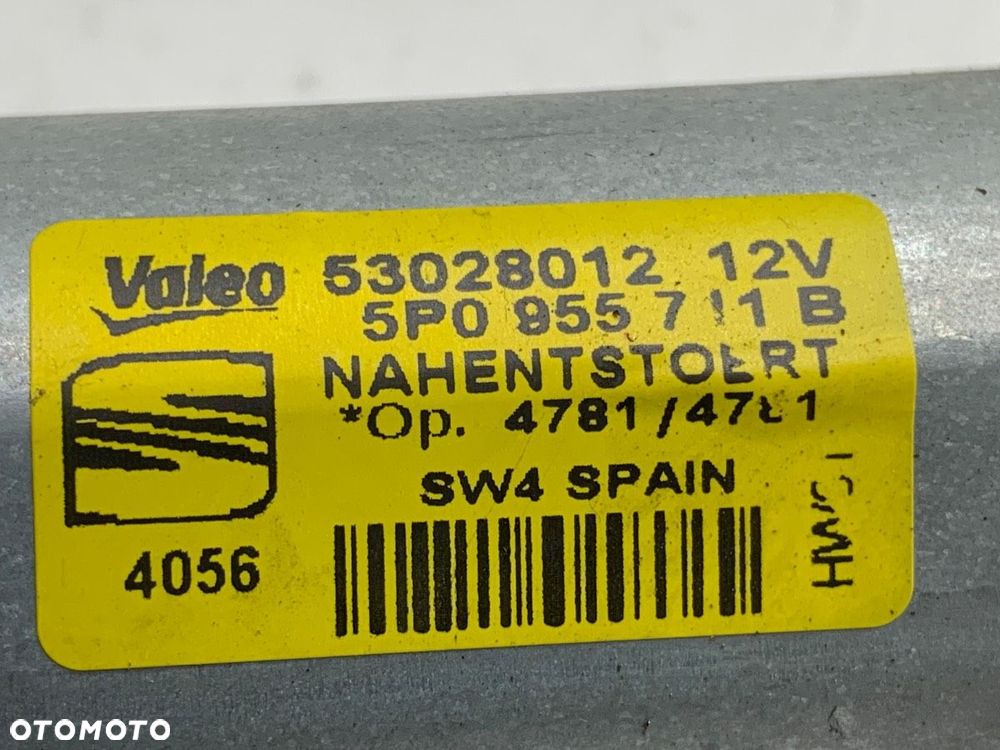 Valeo 53028012 12V
5P0 955 711 B
NAHENTSTOERT
*Op. 4781/4781
SW4 SPAIN
4056
OTOMOTO